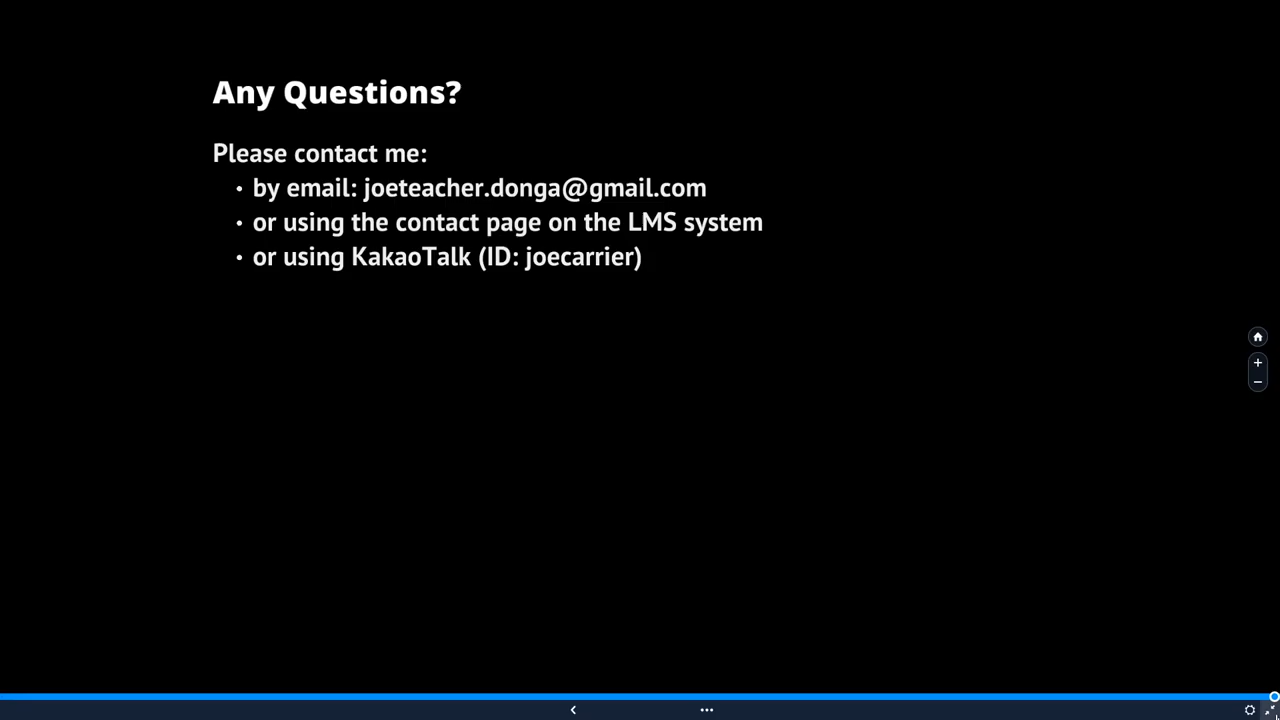 Any Questions?
Please contact me:
• by email: joeteacher.donga@gmail.com
• or using the contact page on the LMS system
• or using KakaoTalk (ID: joecarrier)